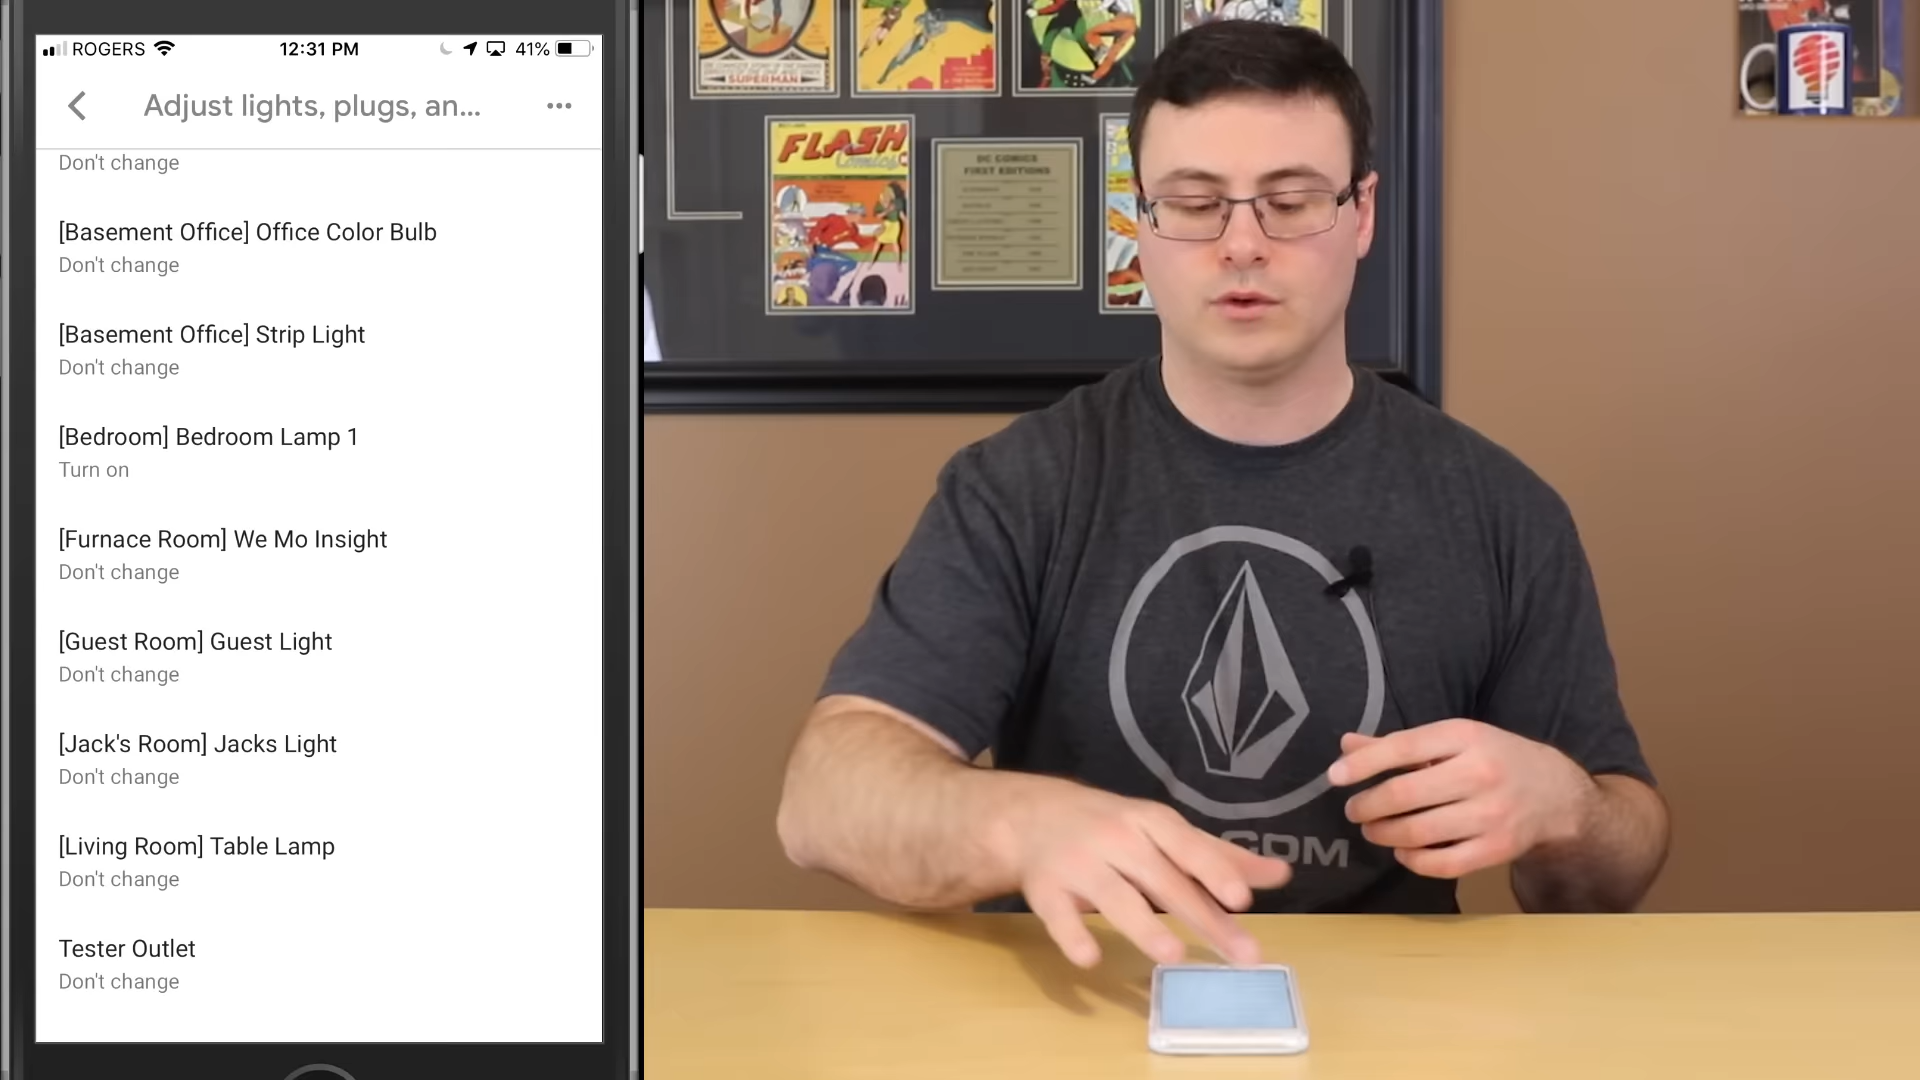 ROGERS
12:31 PM
41%
Adjust lights, plugs, an...
Don't change
[Basement Office] Office Color Bulb
Don't change
[Basement Office] Strip Light
Don't change
[Bedroom] Bedroom Lamp 1
Turn on
[Furnace Room] We Mo Insight
Don't change
[Guest Room] Guest Light
Don't change
[Jack's Room] Jacks Light
Don't change
[Living Room] Table Lamp
Don't change
Tester Outlet
Don't change
SUPERMAN
FLASH
Comics
DC COMICS
FIRST EDITIONS
COM